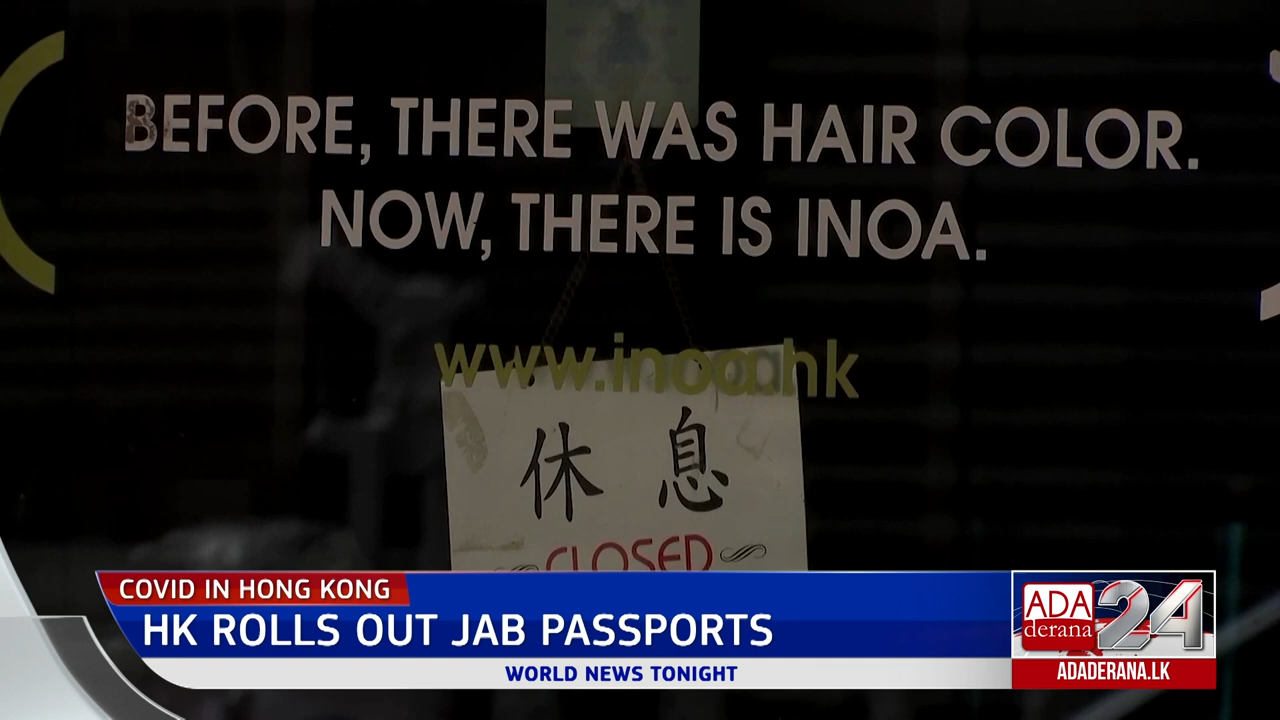 BEFORE, THERE WAS HAIR COLOR.
NOW, THERE IS INOA.
www.inoa.hk
休 息
CLOSED
COVID IN HONG KONG
HK ROLLS OUT JAB PASSPORTS
WORLD NEWS TONIGHT
ADA
derana
24
ADADERANA.LK